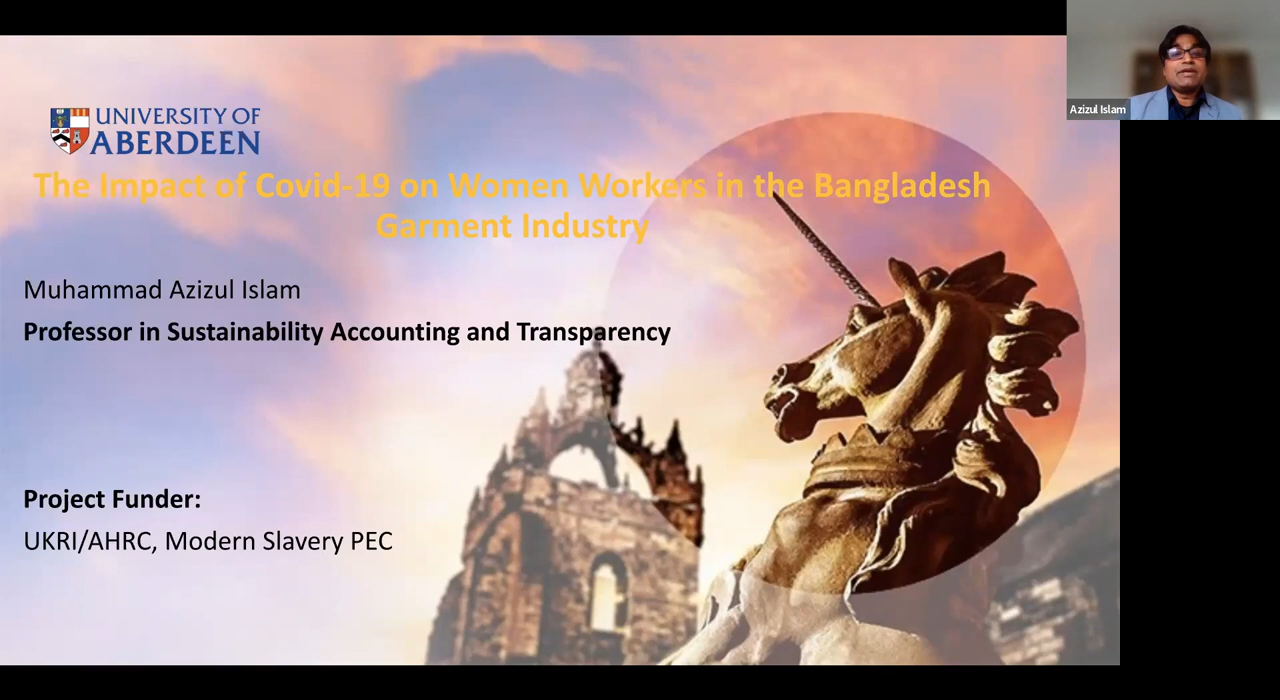 UNIVERSITY OF
ABERDEEN
The Impact of Covid-19 on Women Workers in the Bangladesh
Garment Industry
Muhammad Azizul Islam
Professor in Sustainability Accounting and Transparency
Project Funder:
UKRI/AHRC, Modern Slavery PEC
Azizul Islam